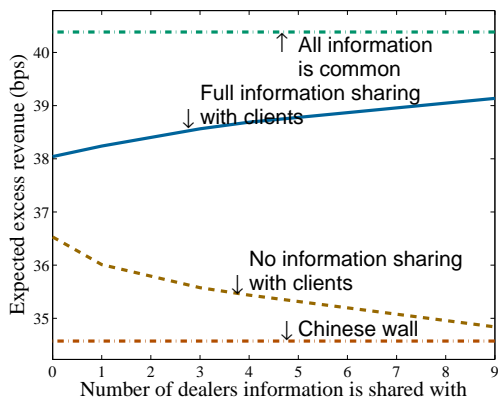 Expected excess revenue (bps)
40
39
38
37
36
35
↑ All information
is common
Full information sharing
↓ with clients
No information sharing
↓ with clients
↓ Chinese wall
0 1 2 3 4 5 6 7 8 9
Number of dealers information is shared with